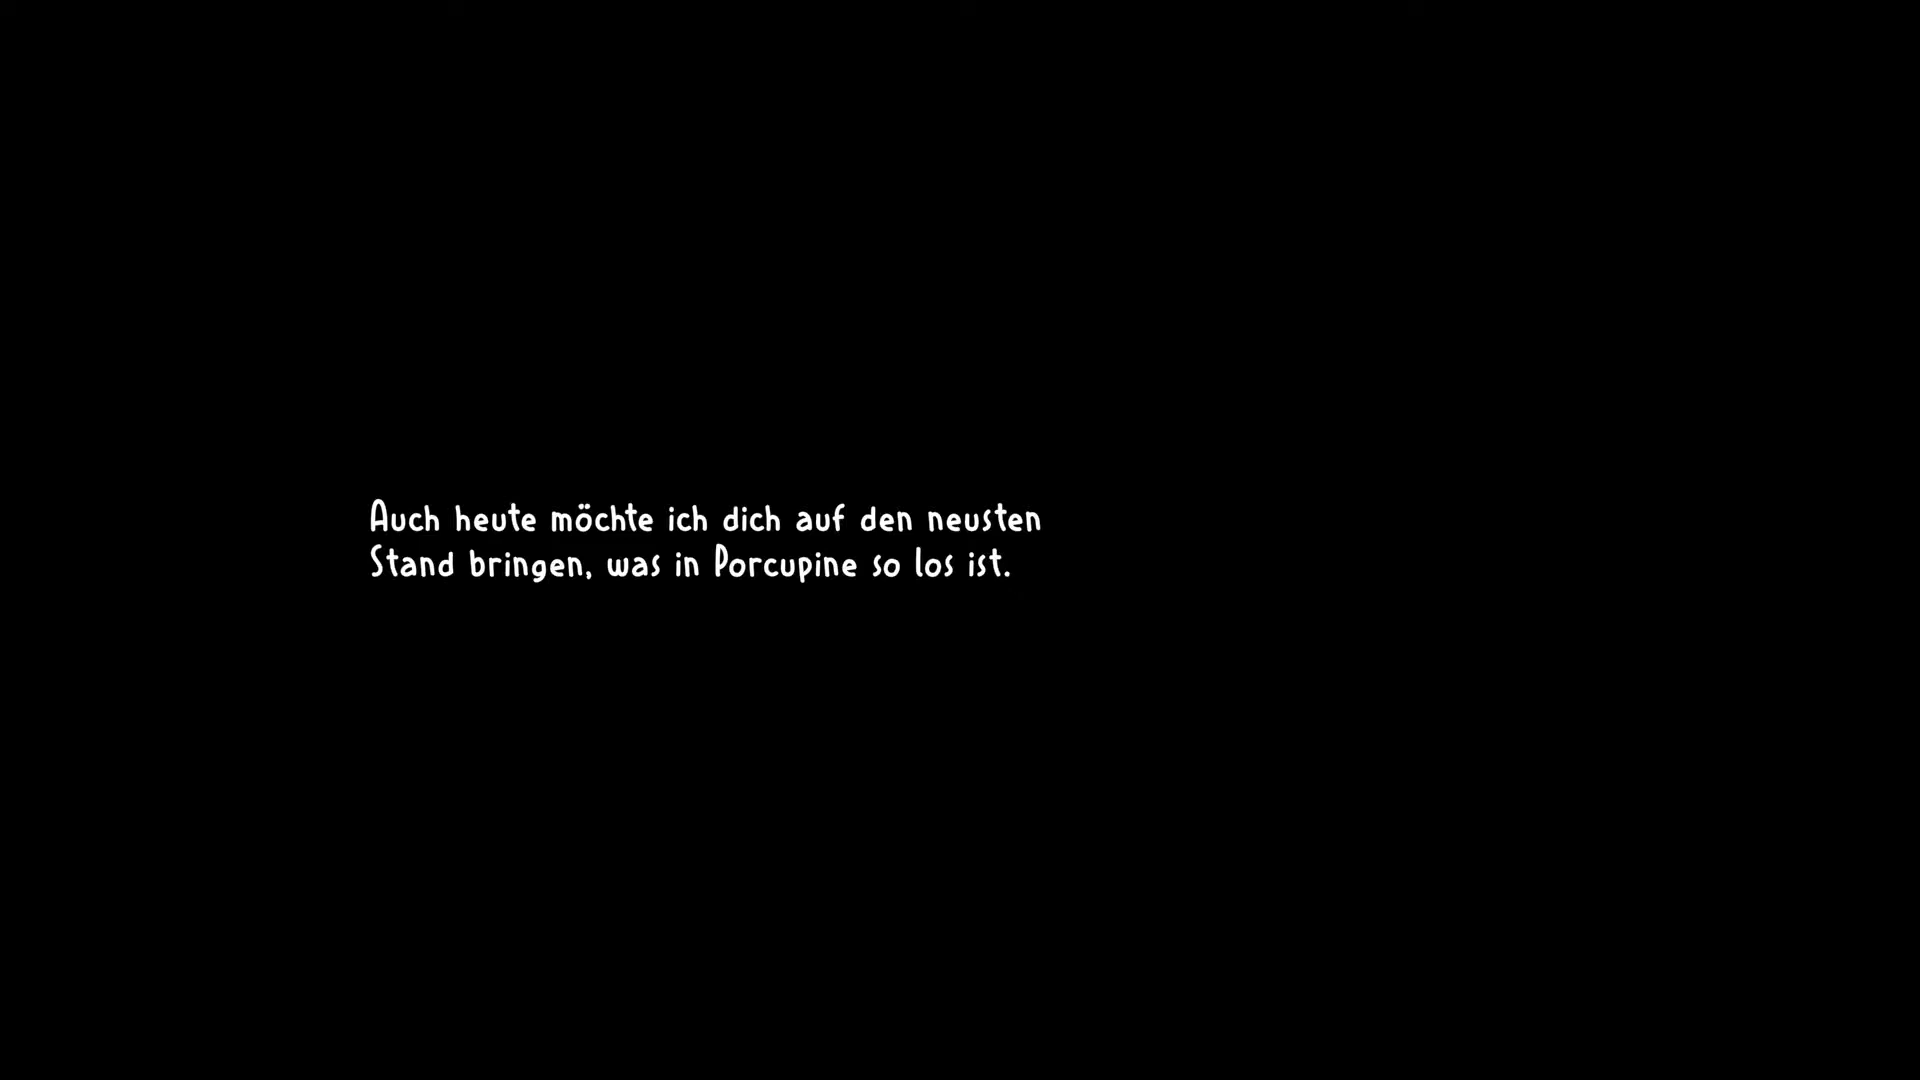 Auch heute möchte ich dich auf den neusten
Stand bringen, was in Porcupine so los ist.